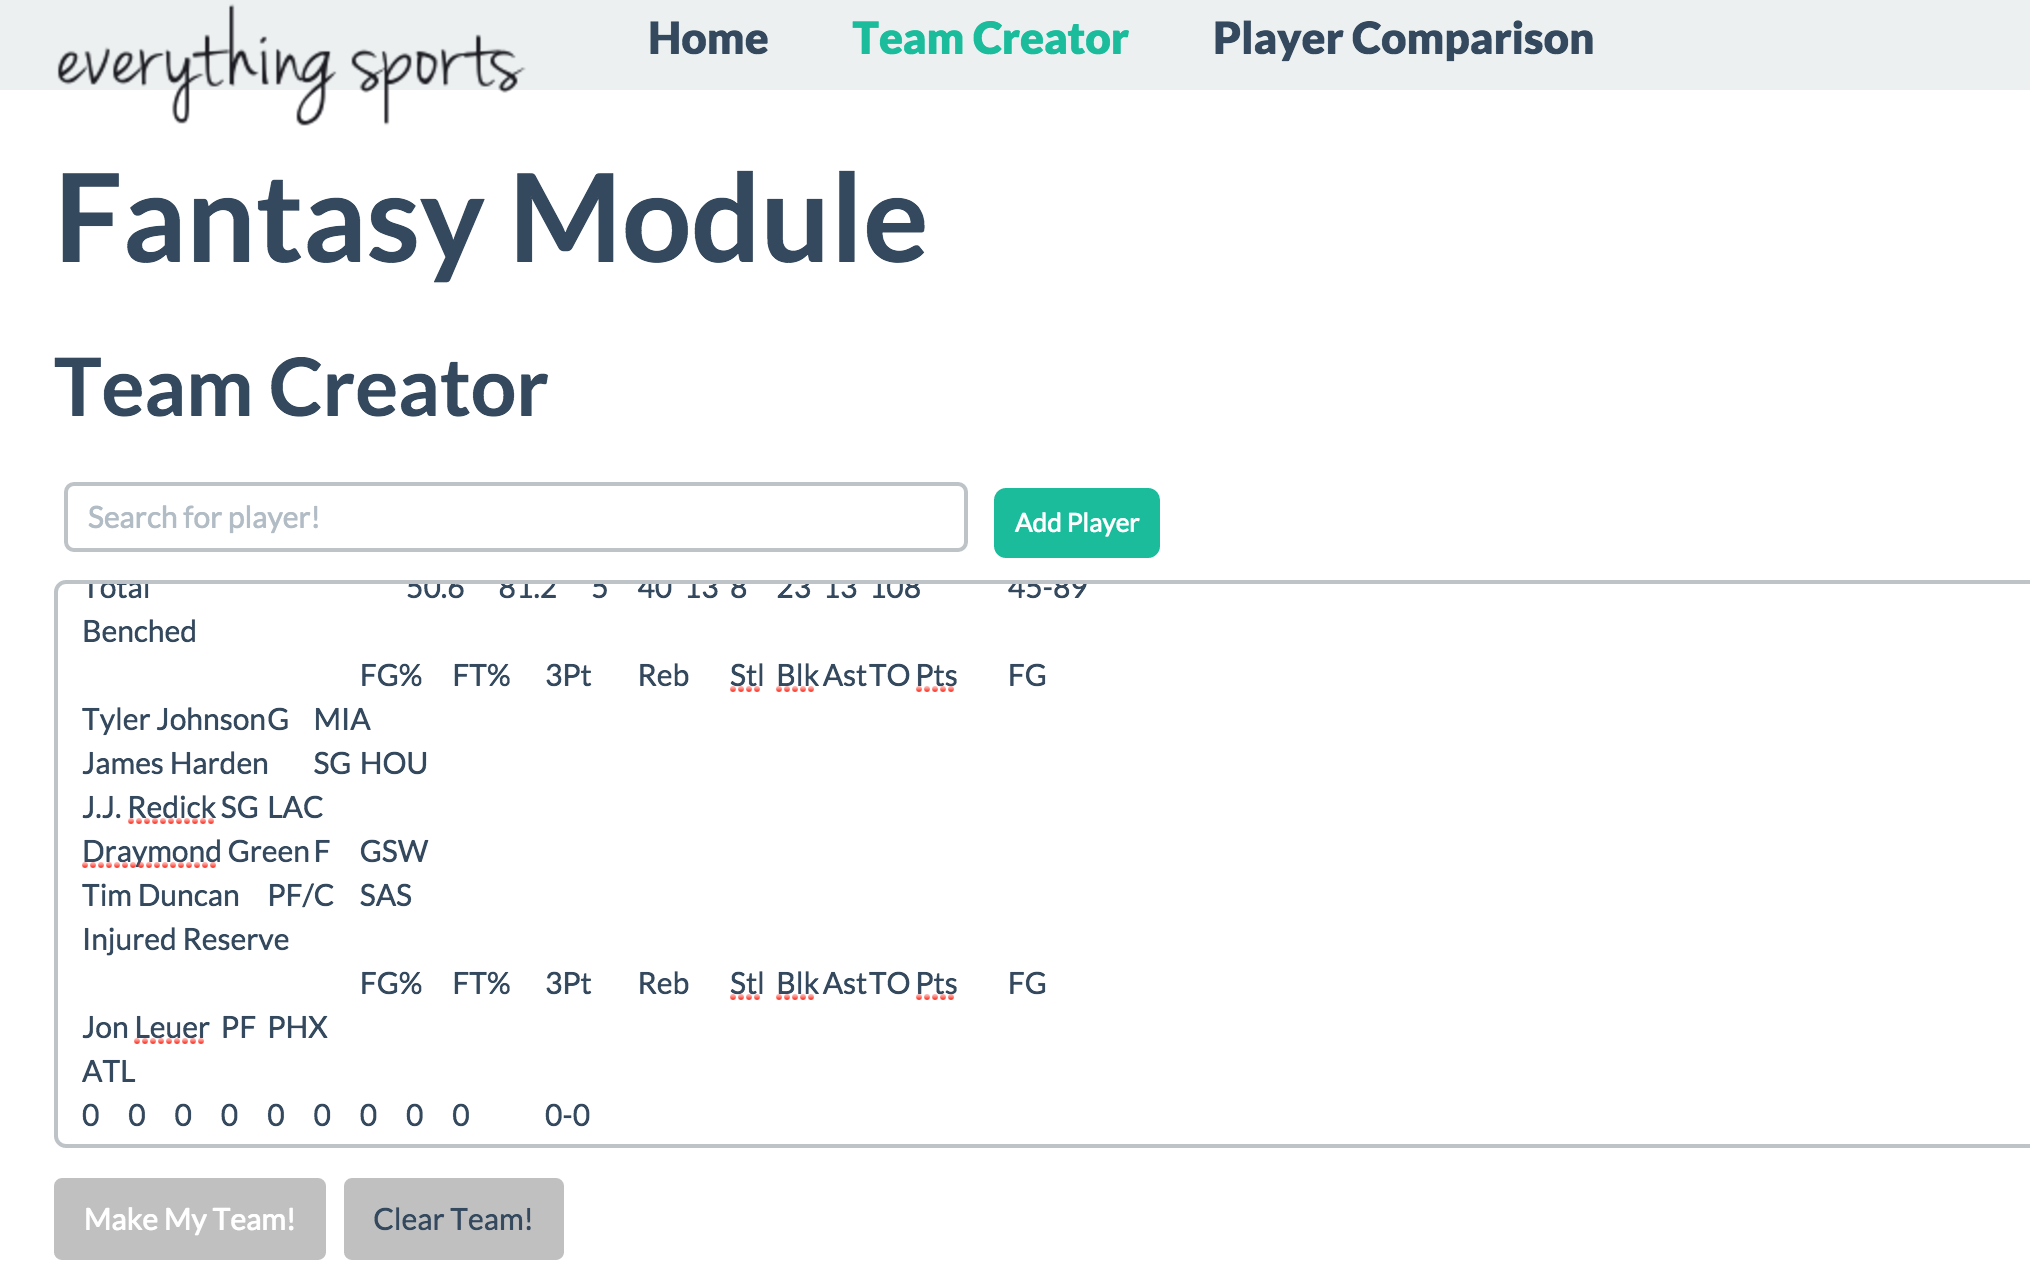 everything sports Home Team Creator Player Comparison
Fantasy Module
Team Creator
Search for player! Add Player
Total 50.6 81.2 5 40 13 8 23 13 108 45-89
Benched
FG% FT% 3Pt Reb Stl Blk Ast TO Pts FG
Tyler Johnson G MIA
James Harden SG HOU
J.J. Redick SG LAC
Draymond Green F GSW
Tim Duncan PF/C SAS
Injured Reserve
FG% FT% 3Pt Reb Stl Blk Ast TO Pts FG
Jon Leuer PF PHX
ATL
0 0 0 0 0 0 0 0 0 0-0
Make My Team! Clear Team!